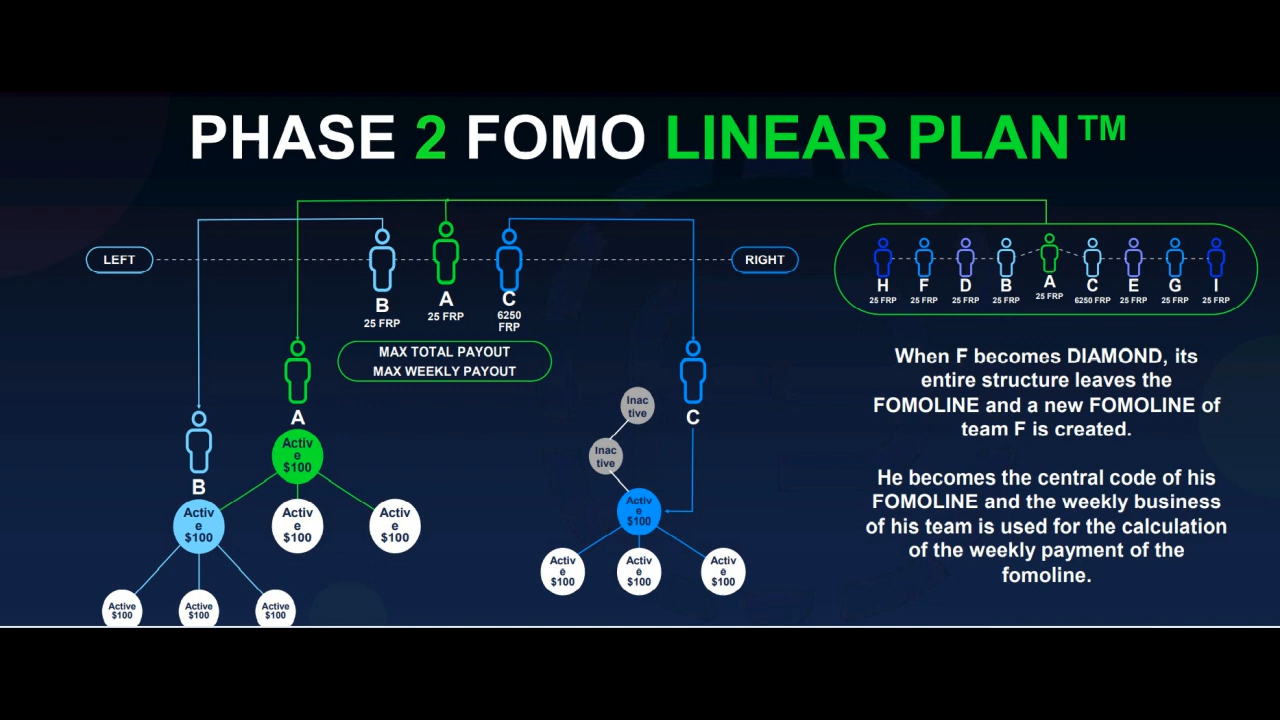 PHASE 2 FOMO LINEAR PLAN™
LEFT
RIGHT
B
25 FRP
A
25 FRP
C
6250
FRP
MAX TOTAL PAYOUT
MAX WEEKLY PAYOUT
H
25 FRP
F
25 FRP
D
25 FRP
B
25 FRP
A
25 FRP
C
6250 FRP
E
25 FRP
G
25 FRP
I
25 FRP
A
Activ
e
$100
B
Activ
e
$100
Activ
e
$100
Activ
e
$100
Active
$100
Active
$100
Active
$100
Inac
tive
Inac
tive
C
Activ
e
$100
Activ
e
$100
Activ
e
$100
Activ
e
$100
When F becomes DIAMOND, its
entire structure leaves the
FOMOLINE and a new FOMOLINE of
team F is created.
He becomes the central code of his
FOMOLINE and the weekly business
of his team is used for the calculation
of the weekly payment of the
fomoline.